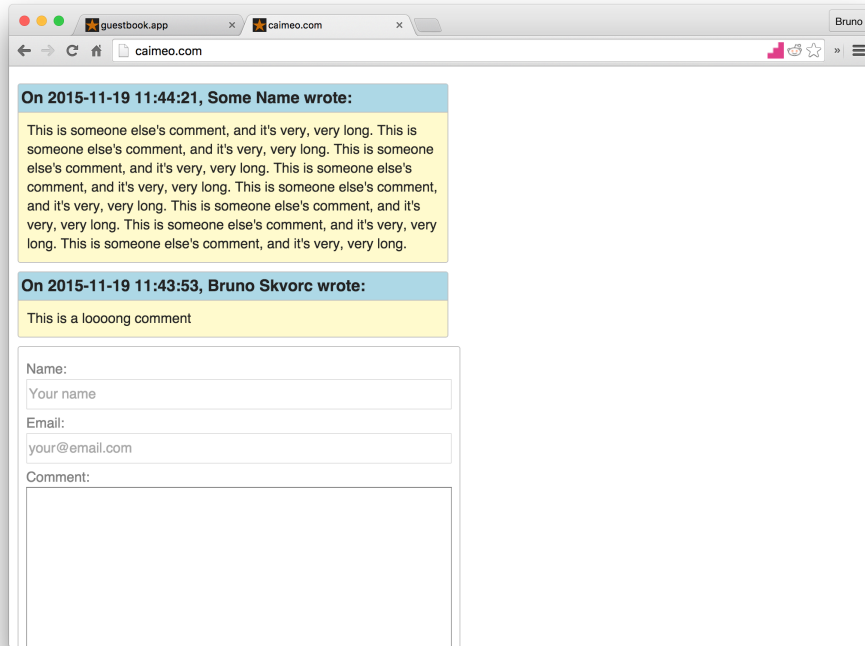 guestbook.app
caimeo.com
Bruno
caimeo.com
On 2015-11-19 11:44:21, Some Name wrote:
This is someone else's comment, and it's very, very long. This is
someone else's comment, and it's very, very long. This is someone
else's comment, and it's very, very long. This is someone else's
comment, and it's very, very long. This is someone else's comment,
and it's very, very long. This is someone else's comment, and it's
very, very long. This is someone else's comment, and it's very, very
long. This is someone else's comment, and it's very, very long.
On 2015-11-19 11:43:53, Bruno Skvorc wrote:
This is a loooong comment
Name:
Your name
Email:
your@email.com
Comment: